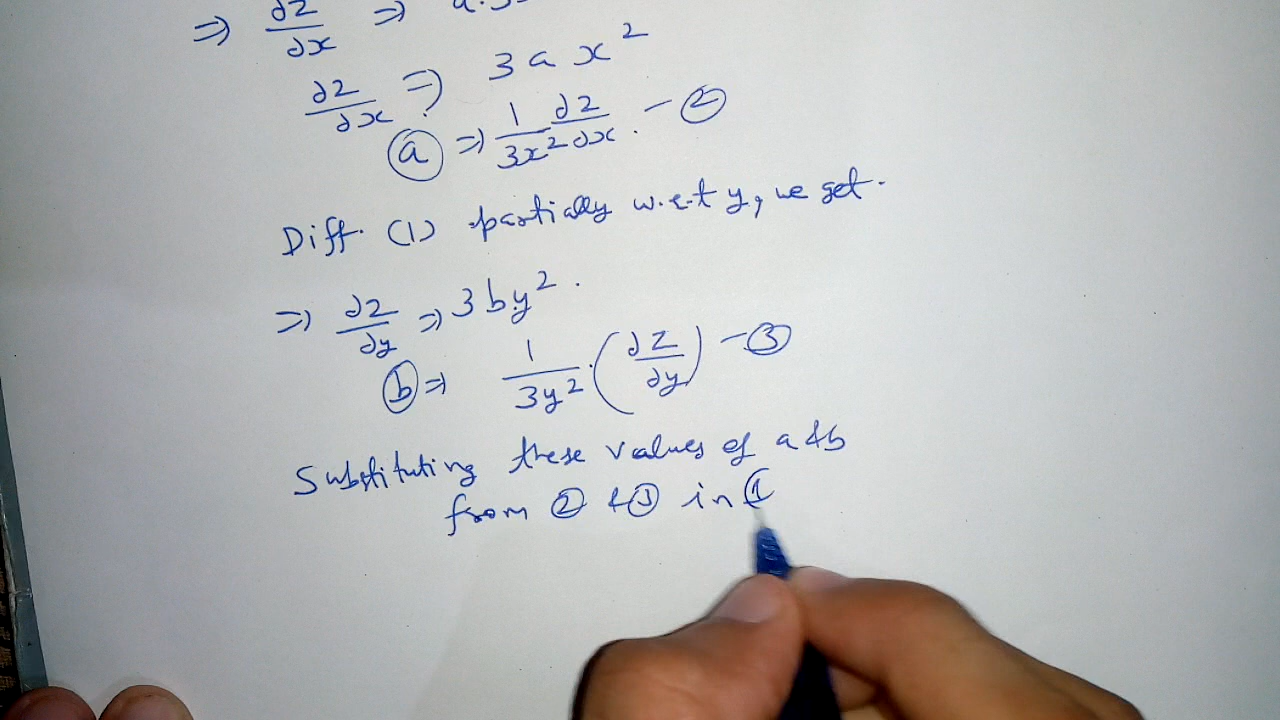 ⇒ ∂z/∂x ⇒ a.3
∂z/∂x ⇒ 3ax²
a ⇒ 1/3x² ∂z/∂x . – ②
Diff. (1) partially w.r.t y, we get.
⇒ ∂z/∂y ⇒ 3by².
b ⇒ 1/3y² . (∂z/∂y) – ③
Substituting these values of a & b
from ② & ③ in ①